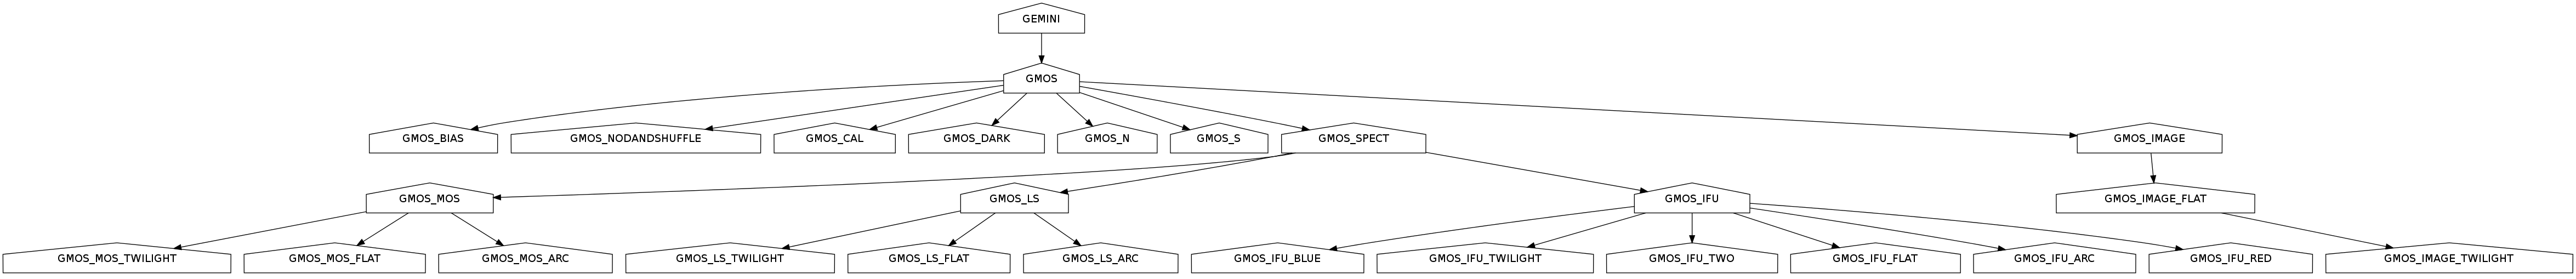 GEMINI
GMOS
GMOS_BIAS
GMOS_NODANDSHUFFLE
GMOS_CAL
GMOS_DARK
GMOS_N
GMOS_S
GMOS_SPECT
GMOS_IMAGE
GMOS_MOS
GMOS_LS
GMOS_IFU
GMOS_IMAGE_FLAT
GMOS_MOS_TWILIGHT
GMOS_MOS_FLAT
GMOS_MOS_ARC
GMOS_LS_TWILIGHT
GMOS_LS_FLAT
GMOS_LS_ARC
GMOS_IFU_BLUE
GMOS_IFU_TWILIGHT
GMOS_IFU_TWO
GMOS_IFU_FLAT
GMOS_IFU_ARC
GMOS_IFU_RED
GMOS_IMAGE_TWILIGHT